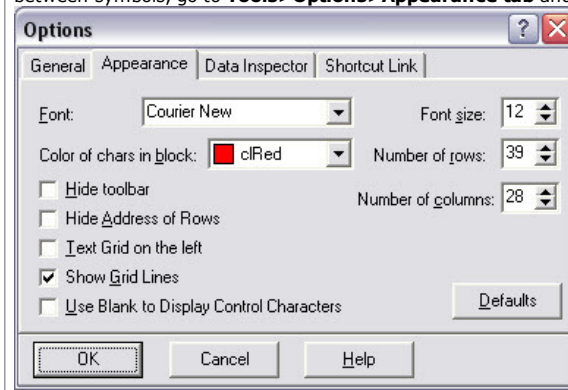 between symbols, go to Tools> Options> Appearance tab and
Options
General Appearance Data Inspector Shortcut Link
Font: Courier New Font size: 12
Color of chars in block: clRed Number of rows: 39
Hide toolbar Number of columns: 28
Hide Address of Rows
Text Grid on the left
Show Grid Lines
Use Blank to Display Control Characters Defaults
OK Cancel Help